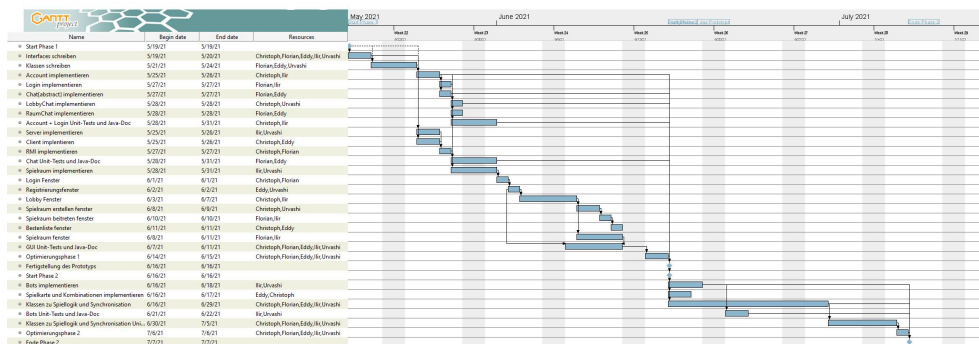 GANTT
project
May 2021
June 2021
July 2021
Week 22
Week 23
Week 24
Week 25
Week 26
Week 27
Week 28
Week 29
Name Begin date End date Resources
Start Phase 1 5/19/21 5/19/21
Interfaces schreiben 5/19/21 5/20/21 Christoph,Florian,Eddy,Ilir,Urvashi
Klassen schreiben 5/21/21 5/24/21 Florian,Eddy,Urvashi
Account implementieren 5/25/21 5/26/21 Christoph,Ilir
Login implementieren 5/27/21 5/27/21 Florian,Ilir
Chat(abstract) implementieren 5/27/21 5/27/21 Florian,Eddy
LobbyChat implementieren 5/28/21 5/28/21 Christoph,Urvashi
RaumChat implementieren 5/28/21 5/28/21 Florian,Eddy
Account + Login Unit-Tests und Java-Doc 5/28/21 5/31/21 Christoph,Ilir
Server implementieren 5/25/21 5/26/21 Ilir,Urvashi
Client implentieren 5/25/21 5/26/21 Christoph,Eddy
RMI implementieren 5/27/21 5/27/21 Christoph,Florian
Chat Unit-Tests und Java-Doc 5/28/21 5/31/21 Florian,Eddy
Spielraum implementieren 5/28/21 5/31/21 Ilir,Urvashi
Login Fenster 6/1/21 6/1/21 Christoph,Florian
Registrierungsfenster 6/2/21 6/2/21 Eddy,Urvashi
Lobby Fenster 6/3/21 6/7/21 Christoph,Ilir
Spielraum erstellen fenster 6/8/21 6/9/21 Christoph,Urvashi
Spielraum beitreten fenster 6/10/21 6/10/21 Florian,Ilir
Bestenliste fenster 6/11/21 6/11/21 Christoph,Eddy
Spielraum fenster 6/8/21 6/11/21 Florian,Ilir
GUI Unit-Tests und Java-Doc 6/7/21 6/11/21 Christoph,Florian,Eddy,Ilir,Urvashi
Optimierungsphase 1 6/14/21 6/15/21 Christoph,Florian,Eddy,Ilir,Urvashi
Fertigstellung des Prototyps 6/16/21 6/16/21
Start Phase 2 6/16/21 6/16/21
Bots implementieren 6/16/21 6/18/21 Ilir,Urvashi
Spielkarte und Kombinationen implementieren 6/16/21 6/17/21 Eddy,Christoph
Klassen zu Spiellogik und Synchronisation 6/16/21 6/29/21 Christoph,Florian,Eddy,Ilir,Urvashi
Bots Unit-Tests und Java-Doc 6/21/21 6/22/21 Ilir,Urvashi
Klassen zu Spiellogik und Synchronisation Uni... 6/30/21 7/5/21 Christoph,Florian,Eddy,Ilir,Urvashi
Optimierungsphase 2 7/6/21 7/6/21 Christoph,Florian,Eddy,Ilir,Urvashi
Ende Phase 2 7/7/21 7/7/21